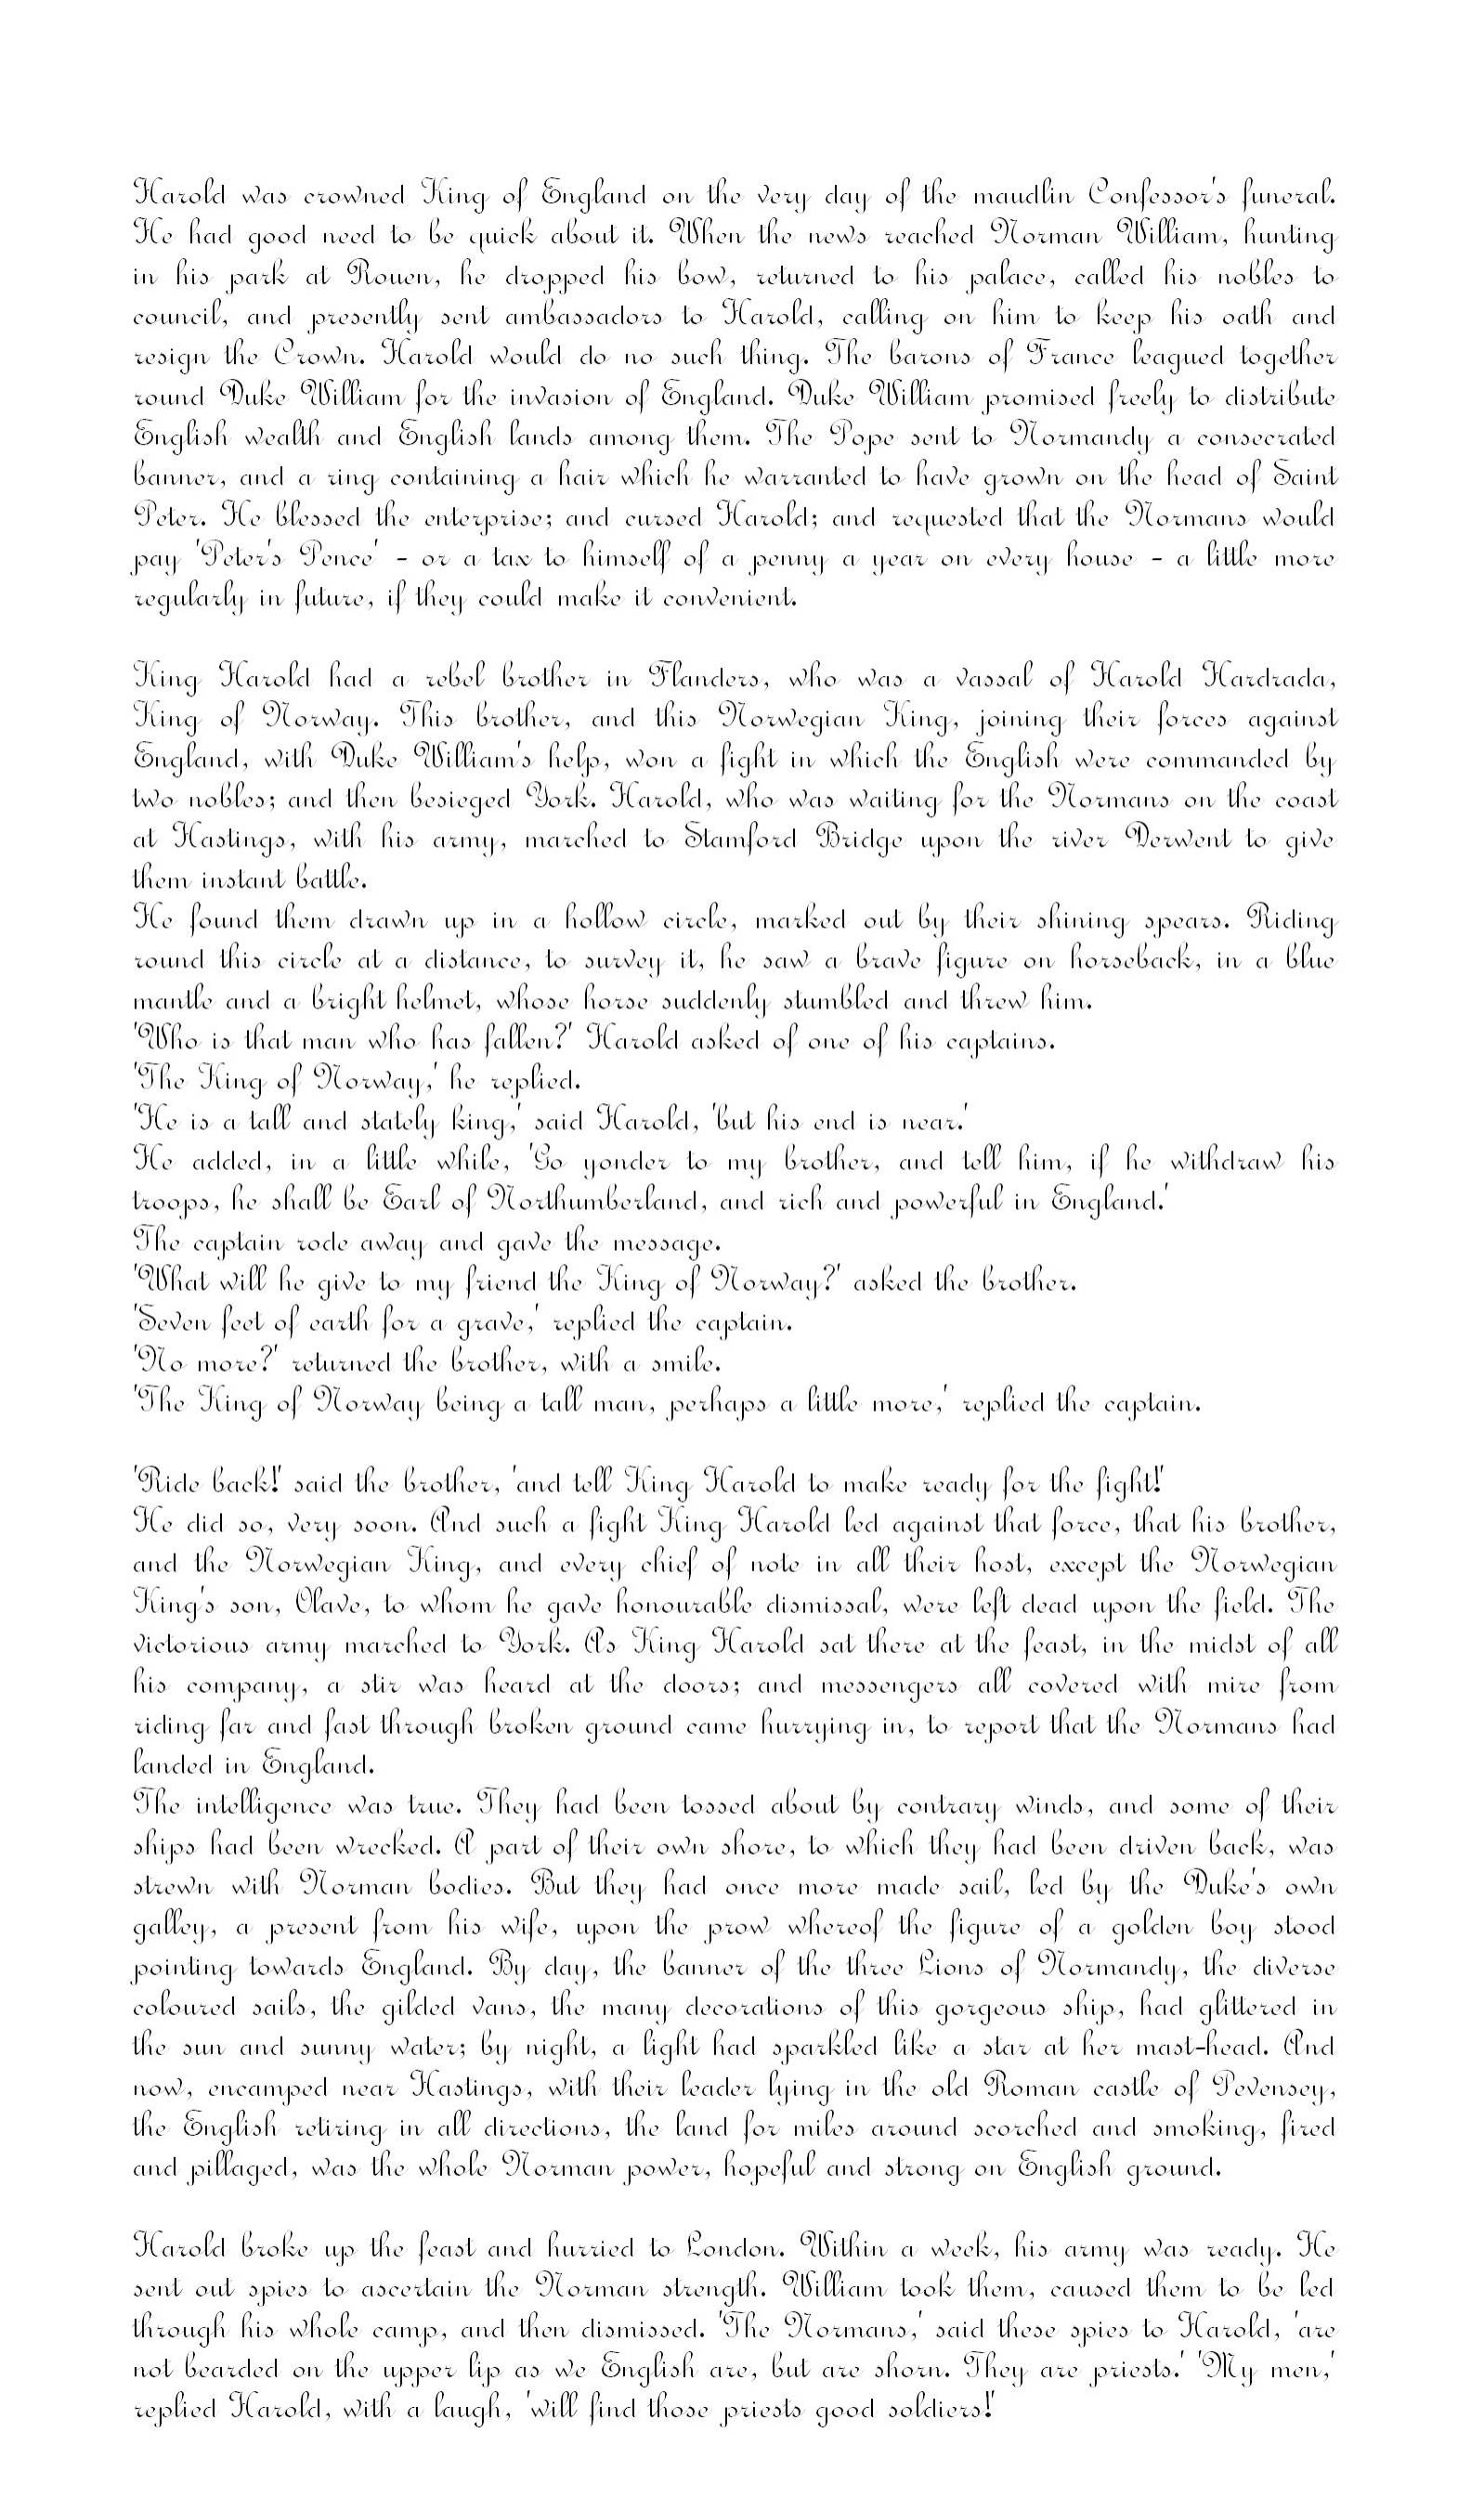 Harold was crowned King of England on the very day of the maudlin Confessor's funeral.
He had good need to be quick about it. When the news reached Norman William, hunting
in his park at Rouen, he dropped his bow, returned to his palace, called his nobles to
council, and presently sent ambassadors to Harold, calling on him to keep his oath and
resign the Crown. Harold would do no such thing. The barons of France leagued together
round Duke William for the invasion of England. Duke William promised freely to distribute
English wealth and English lands among them. The Pope sent to Normandy a consecrated
banner, and a ring containing a hair which he warranted to have grown on the head of Saint
Peter. He blessed the enterprise; and cursed Harold; and requested that the Normans would
pay 'Peter's Pence' - or a tax to himself of a penny a year on every house - a little more
regularly in future, if they could make it convenient.

King Harold had a rebel brother in Flanders, who was a vassal of Harold Hardrada,
King of Norway. This brother, and this Norwegian King, joining their forces against
England, with Duke William's help, won a fight in which the English were commanded by
two nobles; and then besieged York. Harold, who was waiting for the Normans on the coast
at Hastings, with his army, marched to Stamford Bridge upon the river Derwent to give
them instant battle.
He found them drawn up in a hollow circle, marked out by their shining spears. Riding
round this circle at a distance, to survey it, he saw a brave figure on horseback, in a blue
mantle and a bright helmet, whose horse suddenly stumbled and threw him.
'Who is that man who has fallen?' Harold asked of one of his captains.
'The King of Norway,' he replied.
'He is a tall and stately king,' said Harold, 'but his end is near.'
He added, in a little while, 'Go yonder to my brother, and tell him, if he withdraw his
troops, he shall be Earl of Northumberland, and rich and powerful in England.'
The captain rode away and gave the message.
'What will he give to my friend the King of Norway?' asked the brother.
'Seven feet of earth for a grave,' replied the captain.
'No more?' returned the brother, with a smile.
'The King of Norway being a tall man, perhaps a little more,' replied the captain.

'Ride back!' said the brother, 'and tell King Harold to make ready for the fight!'
He did so, very soon. And such a fight King Harold led against that force, that his brother,
and the Norwegian King, and every chief of note in all their host, except the Norwegian
King's son, Olave, to whom he gave honourable dismissal, were left dead upon the field. The
victorious army marched to York. As King Harold sat there at the feast, in the midst of all
his company, a stir was heard at the doors; and messengers all covered with mire from
riding far and fast through broken ground came hurrying in, to report that the Normans had
landed in England.
The intelligence was true. They had been tossed about by contrary winds, and some of their
ships had been wrecked. A part of their own shore, to which they had been driven back, was
strewn with Norman bodies. But they had once more made sail, led by the Duke's own
galley, a present from his wife, upon the prow whereof the figure of a golden boy stood
pointing towards England. By day, the banner of the three Lions of Normandy, the diverse
coloured sails, the gilded vans, the many decorations of this gorgeous ship, had glittered in
the sun and sunny water; by night, a light had sparkled like a star at her mast-head. And
now, encamped near Hastings, with their leader lying in the old Roman castle of Pevensey,
the English retiring in all directions, the land for miles around scorched and smoking, fired
and pillaged, was the whole Norman power, hopeful and strong on English ground.

Harold broke up the feast and hurried to London. Within a week, his army was ready. He
sent out spies to ascertain the Norman strength. William took them, caused them to be led
through his whole camp, and then dismissed. 'The Normans,' said these spies to Harold, 'are
not bearded on the upper lip as we English are, but are shorn. They are priests.' 'My men,'
replied Harold, with a laugh, 'will find those priests good soldiers!'